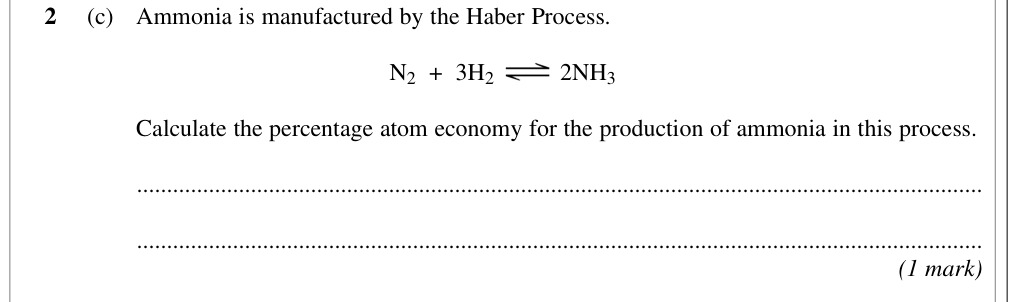 2 (c) Ammonia is manufactured by the Haber Process.
N₂ + 3H₂ ⇌ 2NH₃
Calculate the percentage atom economy for the production of ammonia in this process.
..........................................................................................................................................
..........................................................................................................................................
(1 mark)